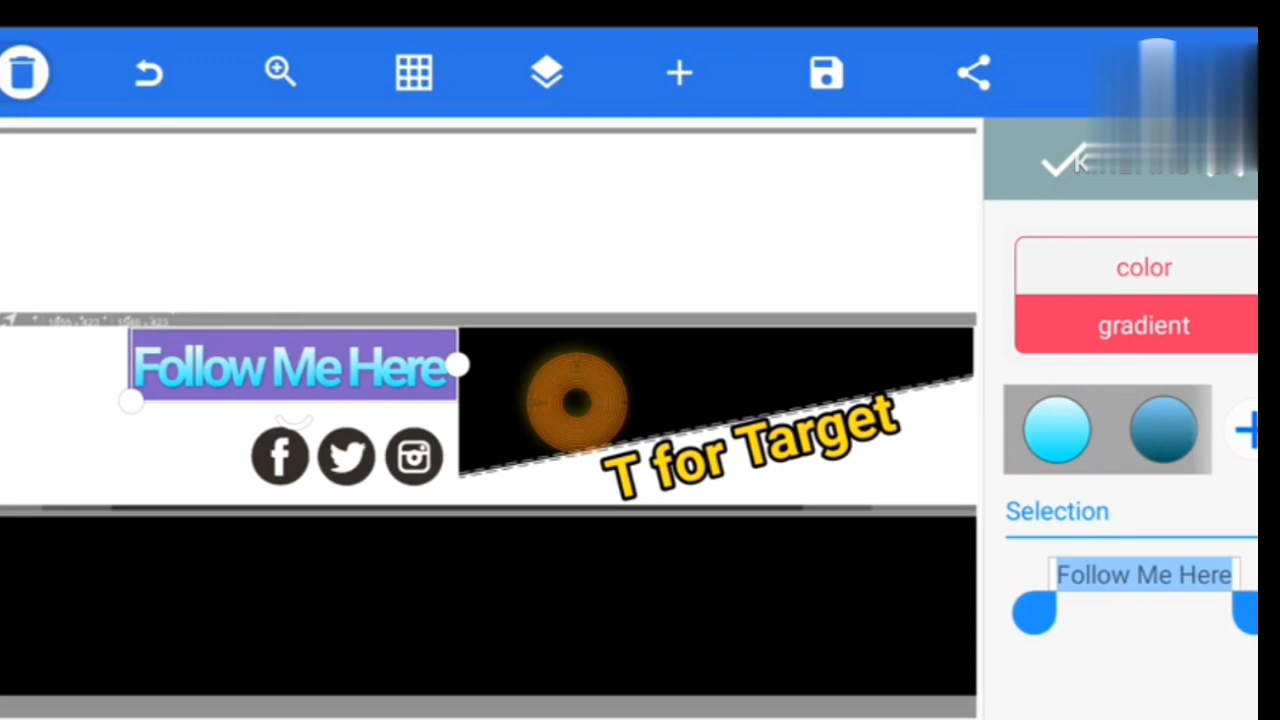 color
gradient
Follow Me Here
T for Target
Selection
Follow Me Here